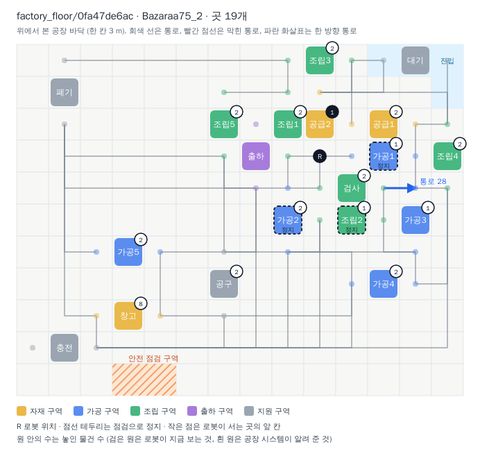 factory_floor/0fa47de6ac · Bazaraa75_2 · 곳 19개
위에서 본 공장 바닥 (한 칸 3 m). 회색 선은 통로, 빨간 점선은 막힌 통로, 파란 화살표는 한 방향 통로
조립3 2
대기
진입
폐기
조립5 2
조립1 2
공급2 1
공급1 2
출하
R
가공1 1
정지
조립4 2
검사 2
통로 28
가공2 1
정지
조립2 1
정지
가공3 1
가공5 2
공구 2
가공4 2
창고 8
충전
안전 점검 구역
자재 구역 가공 구역 조립 구역 출하 구역 지원 구역
R 로봇 위치 · 점선 테두리는 점검으로 정지 · 작은 점은 로봇이 서는 곳의 앞 칸
원 안의 수는 놓인 물건 수 (검은 원은 로봇이 지금 보는 것, 흰 원은 공장 시스템이 알려 준 것)